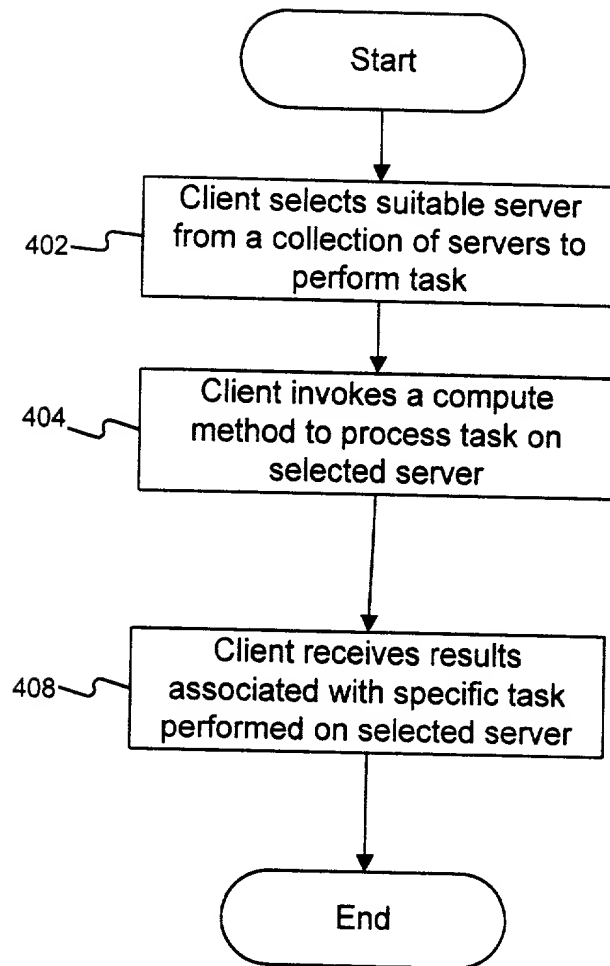 Start
402
Client selects suitable server
from a collection of servers to
perform task
404
Client invokes a compute
method to process task on
selected server
408
Client receives results
associated with specific task
performed on selected server
End